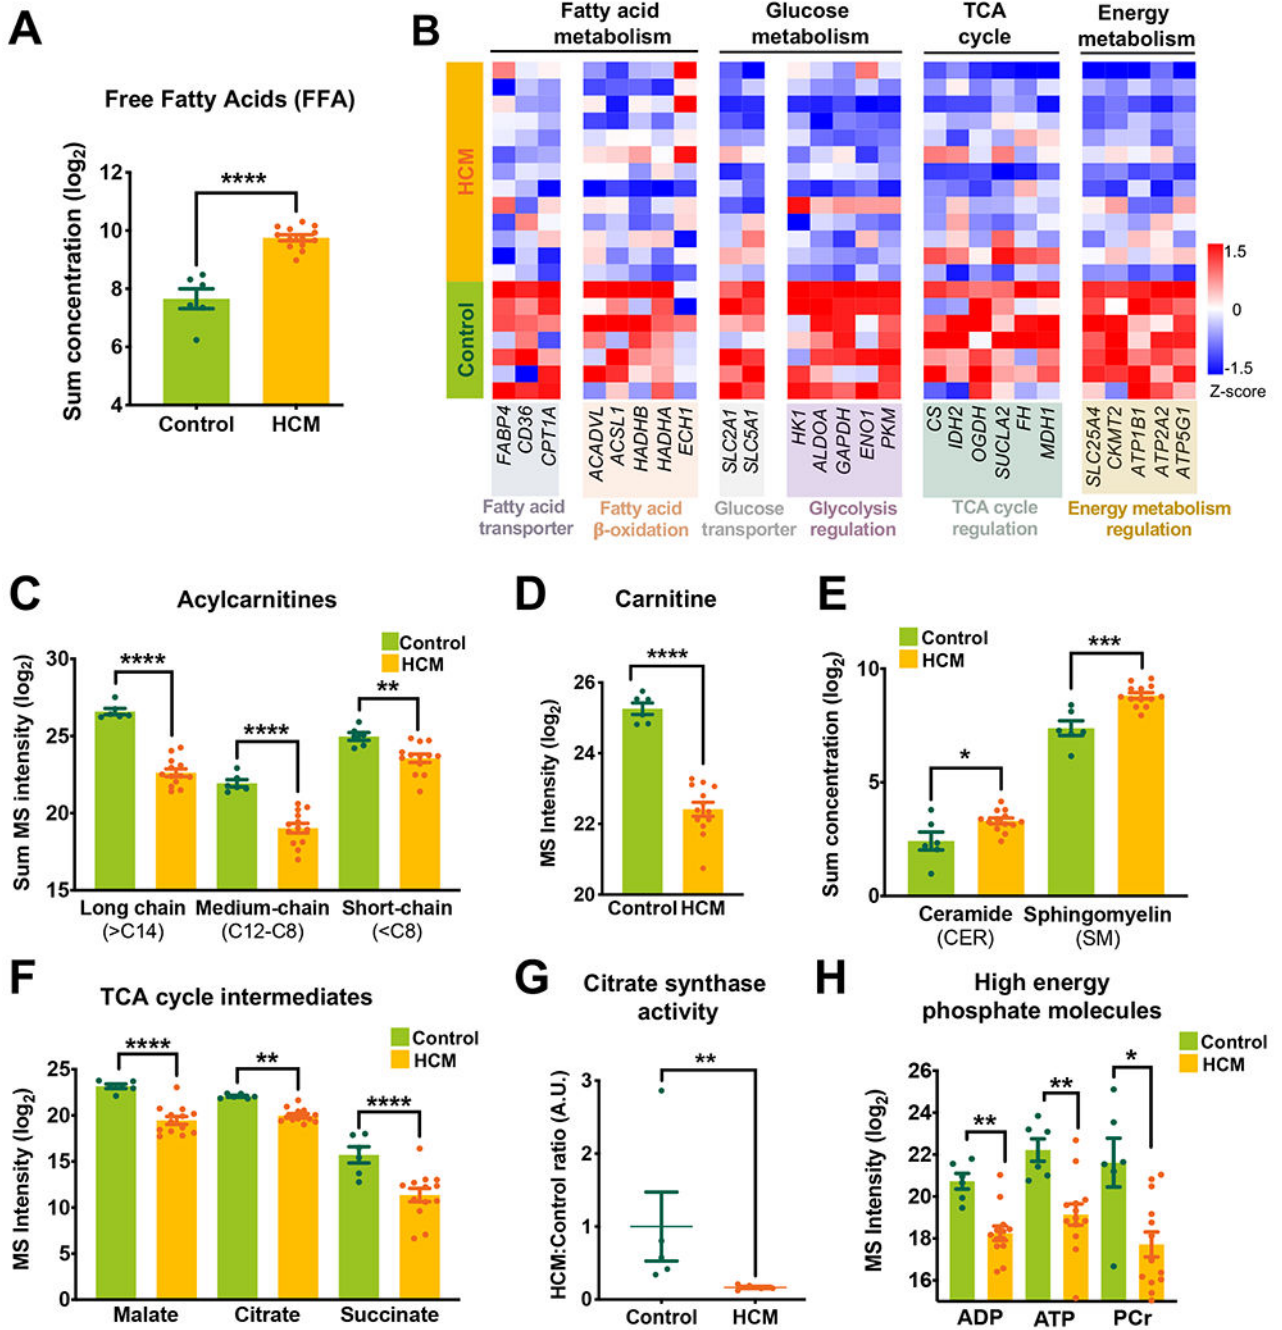 A
Free Fatty Acids (FFA)
Sum concentration (log2)
12
10
8
6
4
****
Control
HCM
B
Fatty acid
metabolism
Glucose
metabolism
TCA
cycle
Energy
metabolism
HCM
Control
1.5
0
-1.5
Z-score
FABP4
CD36
CPT1A
ACADVL
ACSL1
HADHB
HADHA
ECH1
SLC2A1
SLC5A1
HK1
ALDOA
GAPDH
ENO1
PKM
CS
IDH2
OGDH
SUCLA2
FH
MDH1
SLC25A4
CKMT2
ATP1B1
ATP2A2
ATP5G1
Fatty acid
transporter
Fatty acid
β-oxidation
Glucose
transporter
Glycolysis
regulation
TCA cycle
regulation
Energy metabolism
regulation
C
Acylcarnitines
Control
HCM
Sum MS intensity (log2)
30
25
20
15
****
****
**
Long chain
(>C14)
Medium-chain
(C12-C8)
Short-chain
(<C8)
D
Carnitine
MS Intensity (log2)
26
24
22
20
****
Control
HCM
E
Control
HCM
Sum concentration (log2)
10
5
0
*
***
Ceramide
(CER)
Sphingomyelin
(SM)
F
TCA cycle intermediates
Control
HCM
MS Intensity (log2)
25
20
15
10
5
0
****
**
****
Malate
Citrate
Succinate
G
Citrate synthase
activity
HCM:Control ratio (A.U.)
3
2
1
0
**
Control
HCM
H
High energy
phosphate molecules
Control
HCM
MS Intensity (log2)
26
24
22
20
18
16
**
**
*
ADP
ATP
PCr